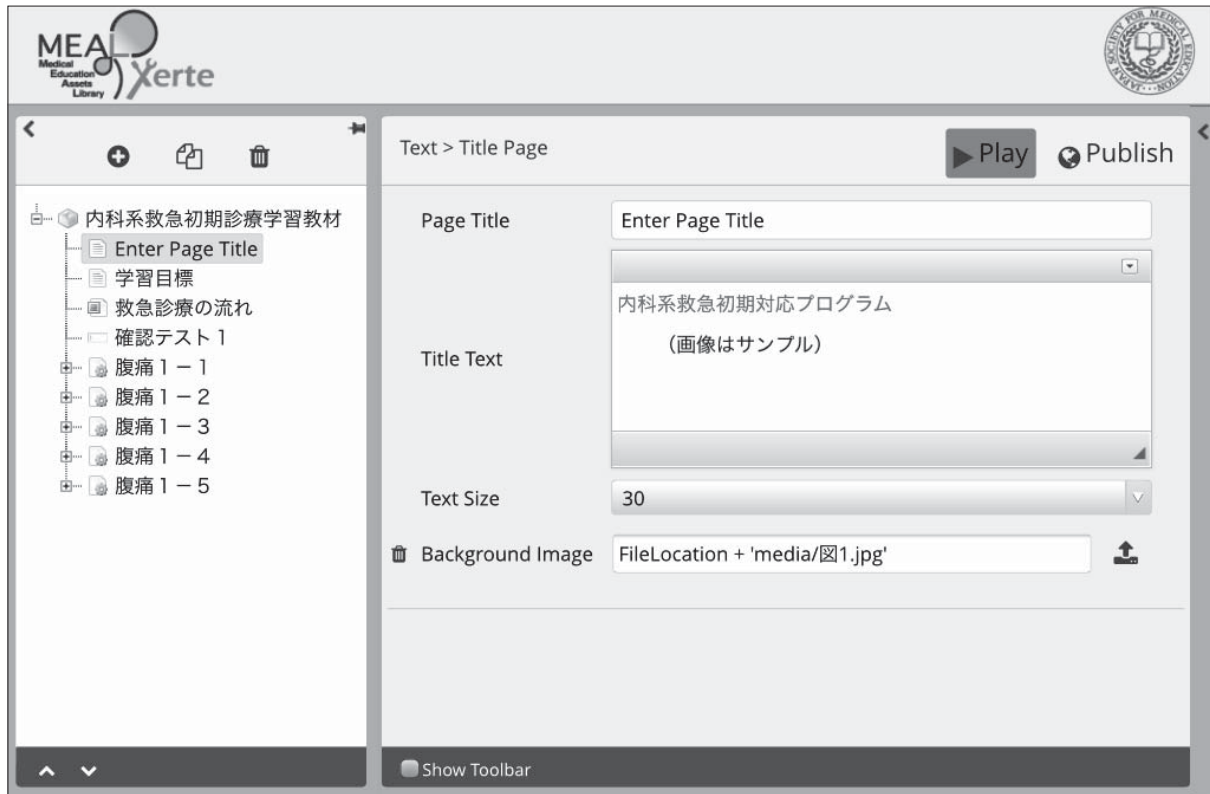 MEAL
Medical
Education
Assets
Library
Xerte
JAPAN SOCIETY FOR MEDICAL EDUCATION
Text > Title Page
Play
Publish
内科系救急初期診療学習教材
Enter Page Title
学習目標
救急診療の流れ
確認テスト1
腹痛1－1
腹痛1－2
腹痛1－3
腹痛1－4
腹痛1－5
Page Title
Enter Page Title
内科系救急初期対応プログラム
（画像はサンプル）
Title Text
Text Size
30
Background Image
FileLocation + 'media/図1.jpg'
Show Toolbar